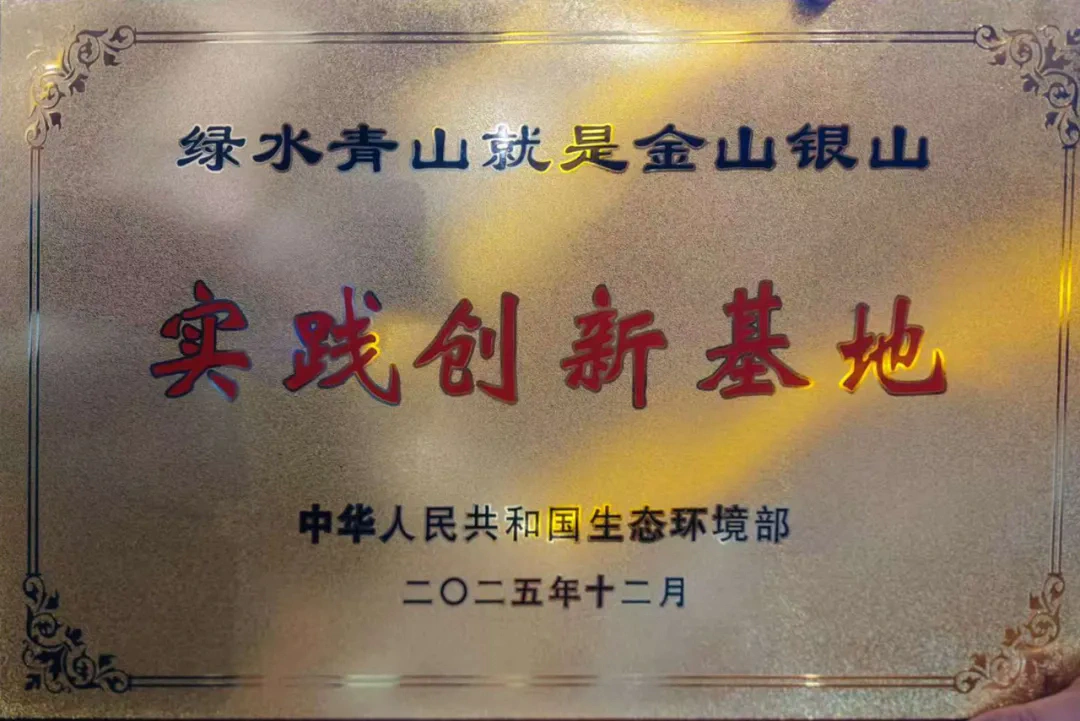 绿水青山就是金山银山
实践创新基地
中华人民共和国生态环境部
二〇二五年十二月